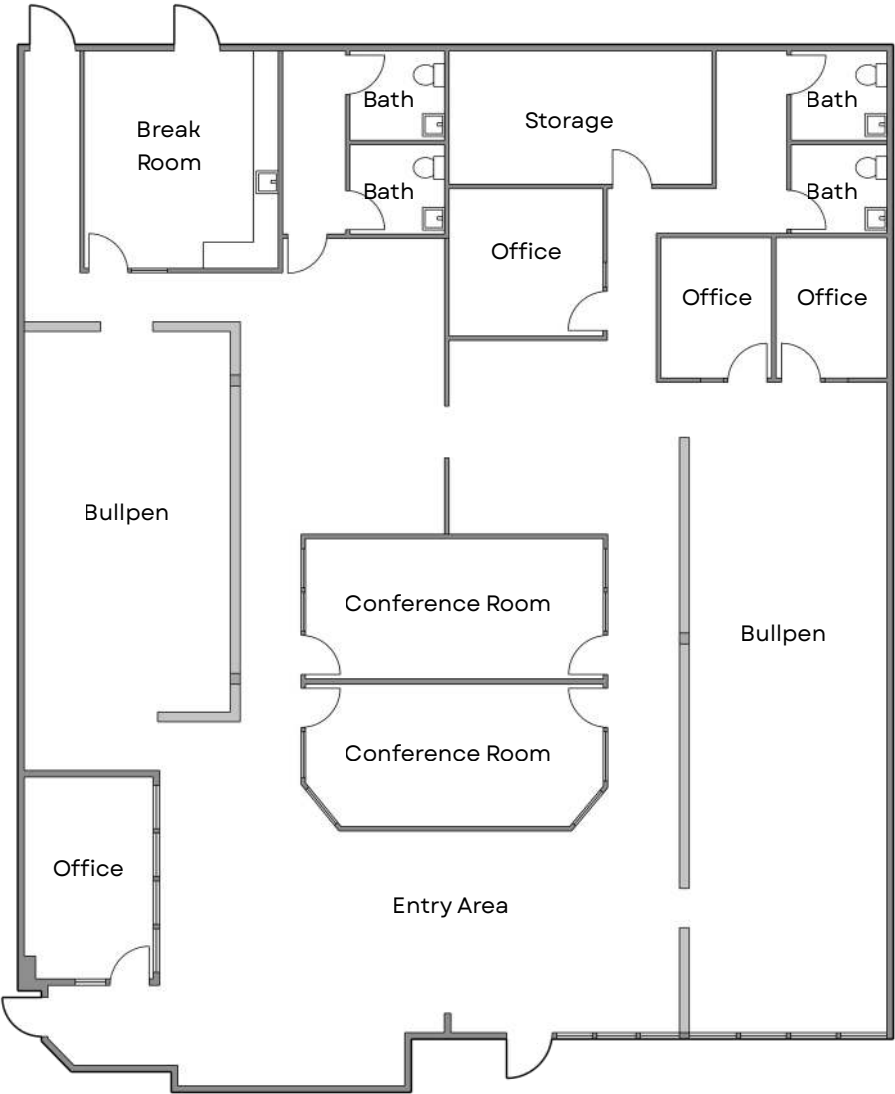 Bath
Bath
Storage
Break
Room
Bath
Bath
Office
Office
Office
Bullpen
Conference Room
Bullpen
Conference Room
Office
Entry Area